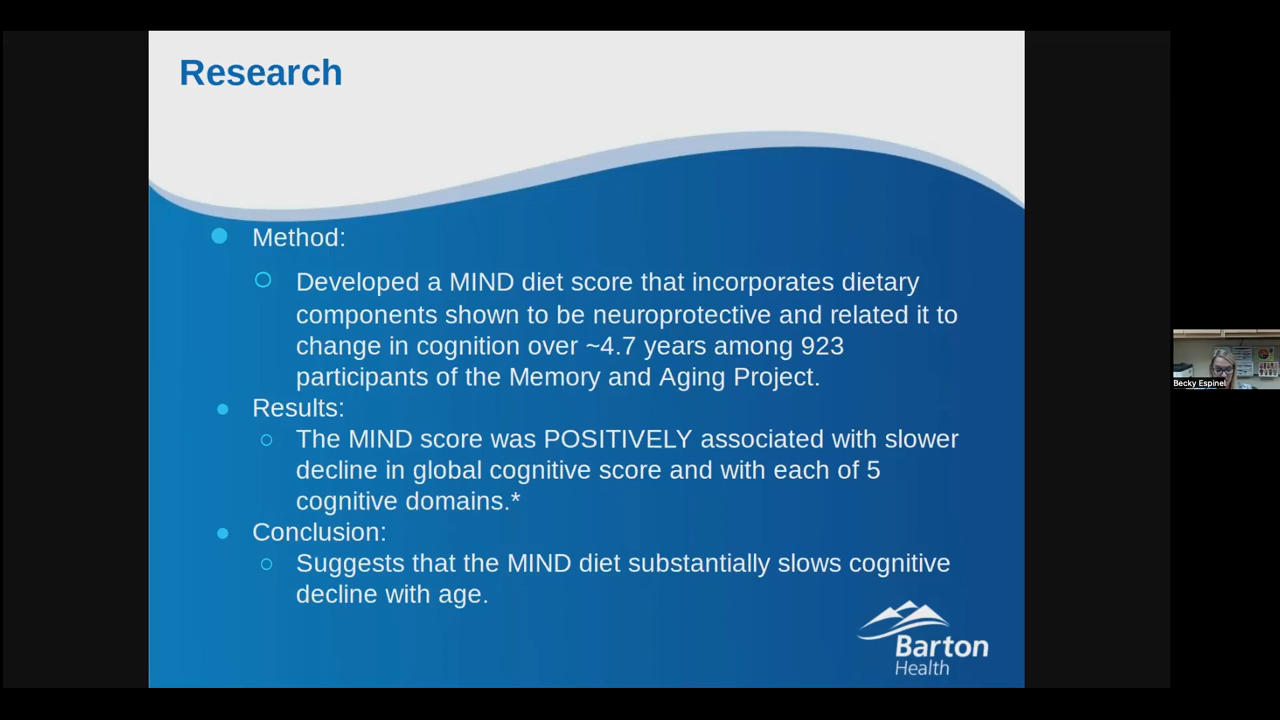 Research
Method:
Developed a MIND diet score that incorporates dietary
components shown to be neuroprotective and related it to
change in cognition over ~4.7 years among 923
participants of the Memory and Aging Project.
Results:
The MIND score was POSITIVELY associated with slower
decline in global cognitive score and with each of 5
cognitive domains.*
Conclusion:
Suggests that the MIND diet substantially slows cognitive
decline with age.
Barton
Health
Becky Espinel